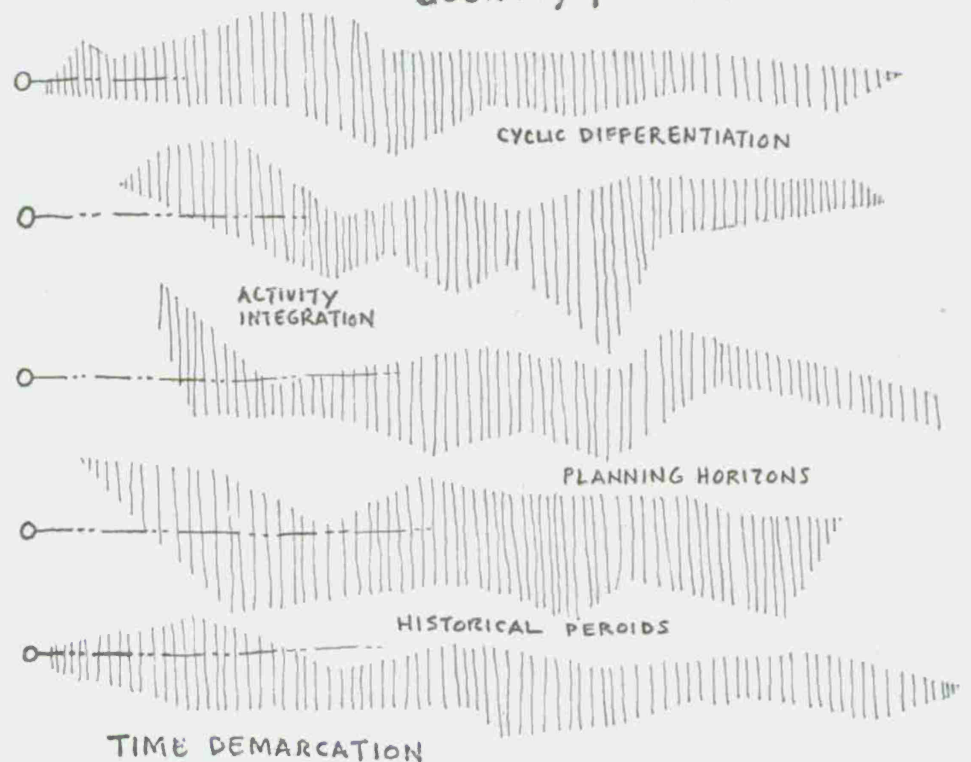 CYCLIC DIFFERENTIATION
ACTIVITY
INTEGRATION
PLANNING HORIZONS
HISTORICAL PEROIDS
TIME DEMARCATION